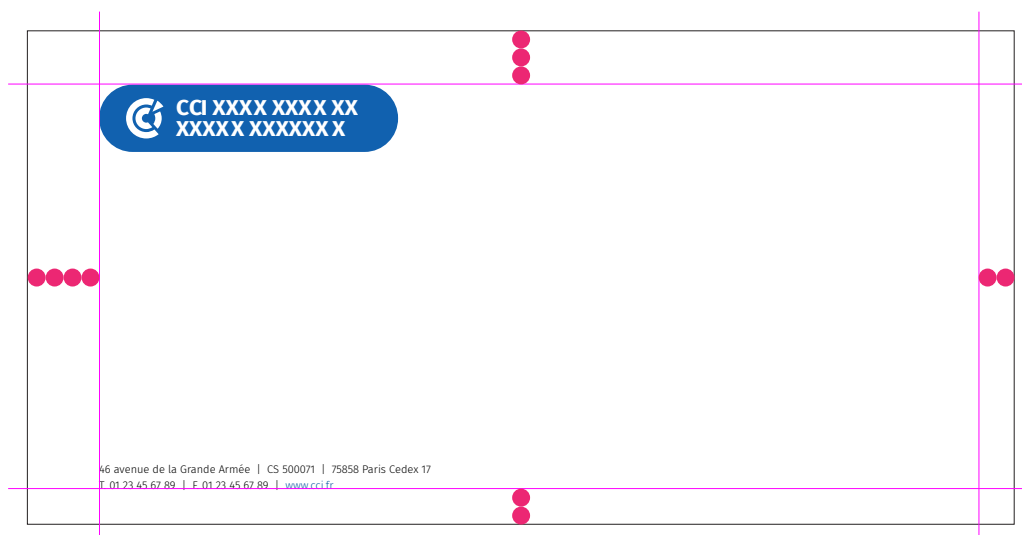 CCI XXXX XXXX XX
XXXXX XXXXXX X
46 avenue de la Grande Armée | CS 500071 | 75858 Paris Cedex 17
T 01 23 45 67 89 | F 01 23 45 67 89 | www.cci.fr